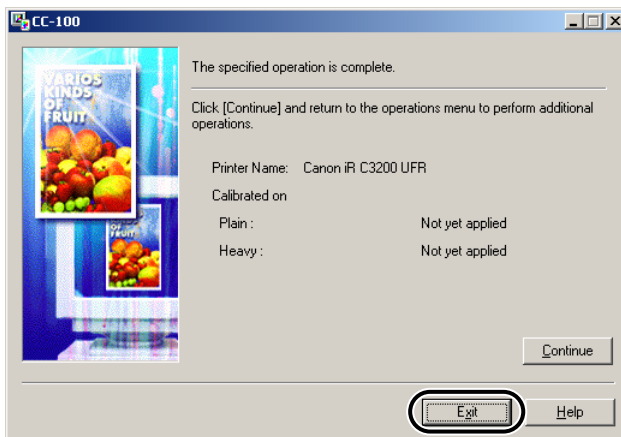 CC-100
VARIOS
KINDS
OF
FRUIT
OF
FRUIT
The specified operation is complete.
Click [Continue] and return to the operations menu to perform additional
operations.
Printer Name: Canon iR C3200 UFR
Calibrated on
Plain : Not yet applied
Heavy : Not yet applied
Continue
Exit Help